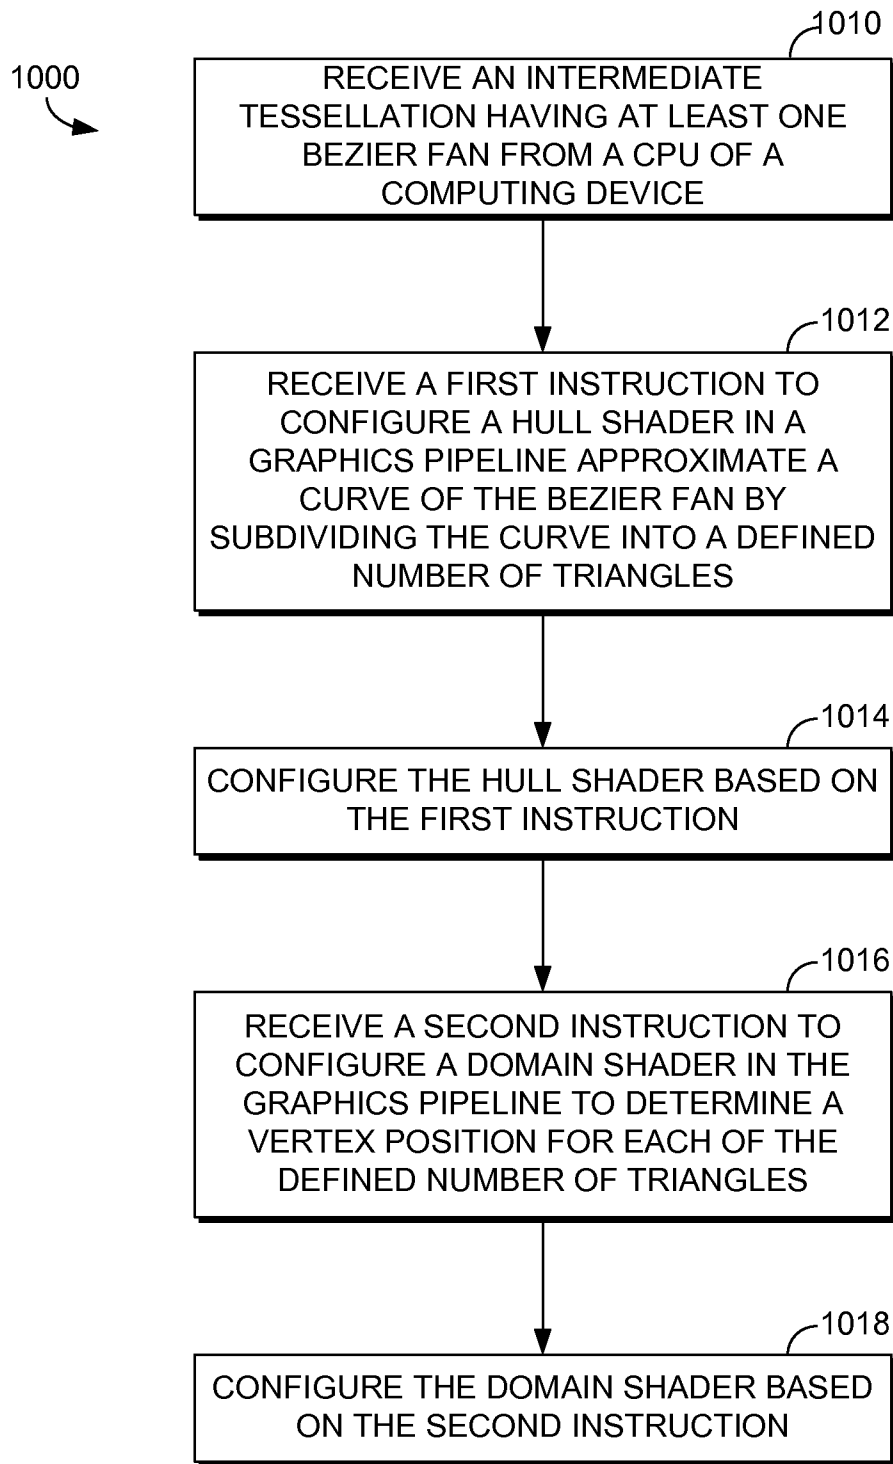 1000
1010
RECEIVE AN INTERMEDIATE
TESSELLATION HAVING AT LEAST ONE
BEZIER FAN FROM A CPU OF A
COMPUTING DEVICE
1012
RECEIVE A FIRST INSTRUCTION TO
CONFIGURE A HULL SHADER IN A
GRAPHICS PIPELINE APPROXIMATE A
CURVE OF THE BEZIER FAN BY
SUBDIVIDING THE CURVE INTO A DEFINED
NUMBER OF TRIANGLES
1014
CONFIGURE THE HULL SHADER BASED ON
THE FIRST INSTRUCTION
1016
RECEIVE A SECOND INSTRUCTION TO
CONFIGURE A DOMAIN SHADER IN THE
GRAPHICS PIPELINE TO DETERMINE A
VERTEX POSITION FOR EACH OF THE
DEFINED NUMBER OF TRIANGLES
1018
CONFIGURE THE DOMAIN SHADER BASED
ON THE SECOND INSTRUCTION